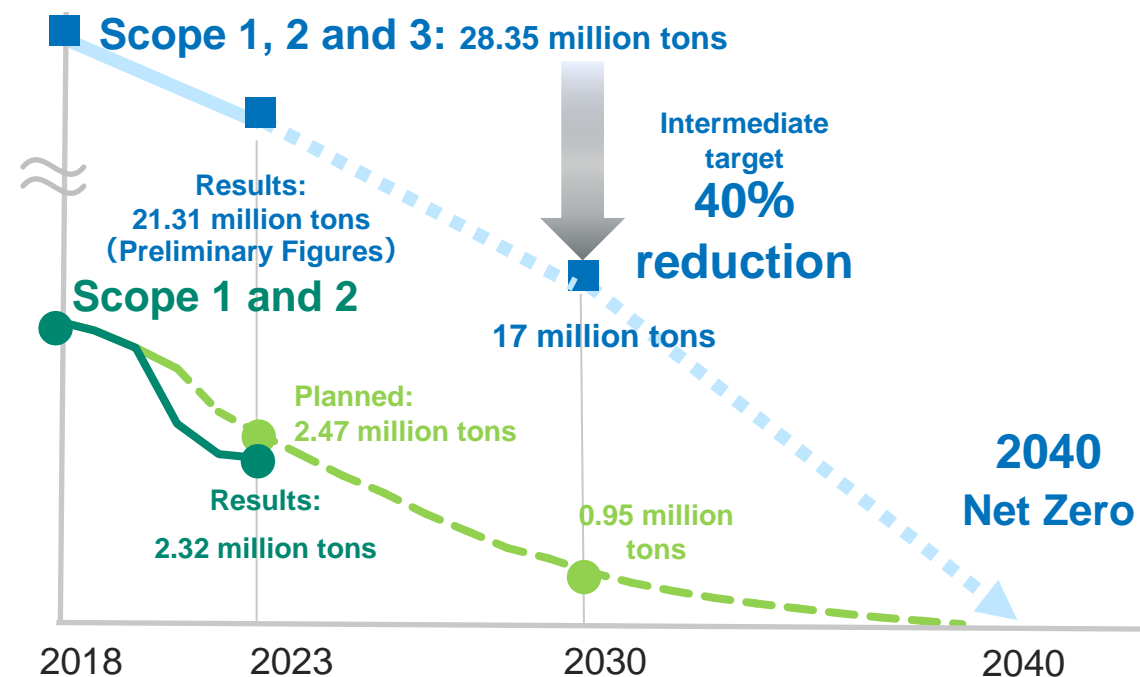 Scope 1, 2 and 3: 28.35 million tons
Intermediate
target
40%
reduction
Results:
21.31 million tons
（Preliminary Figures）
Scope 1 and 2
17 million tons
Planned:
2.47 million tons
2040
Net Zero
Results:
2.32 million tons
0.95 million
tons
2018
2023
2030
2040